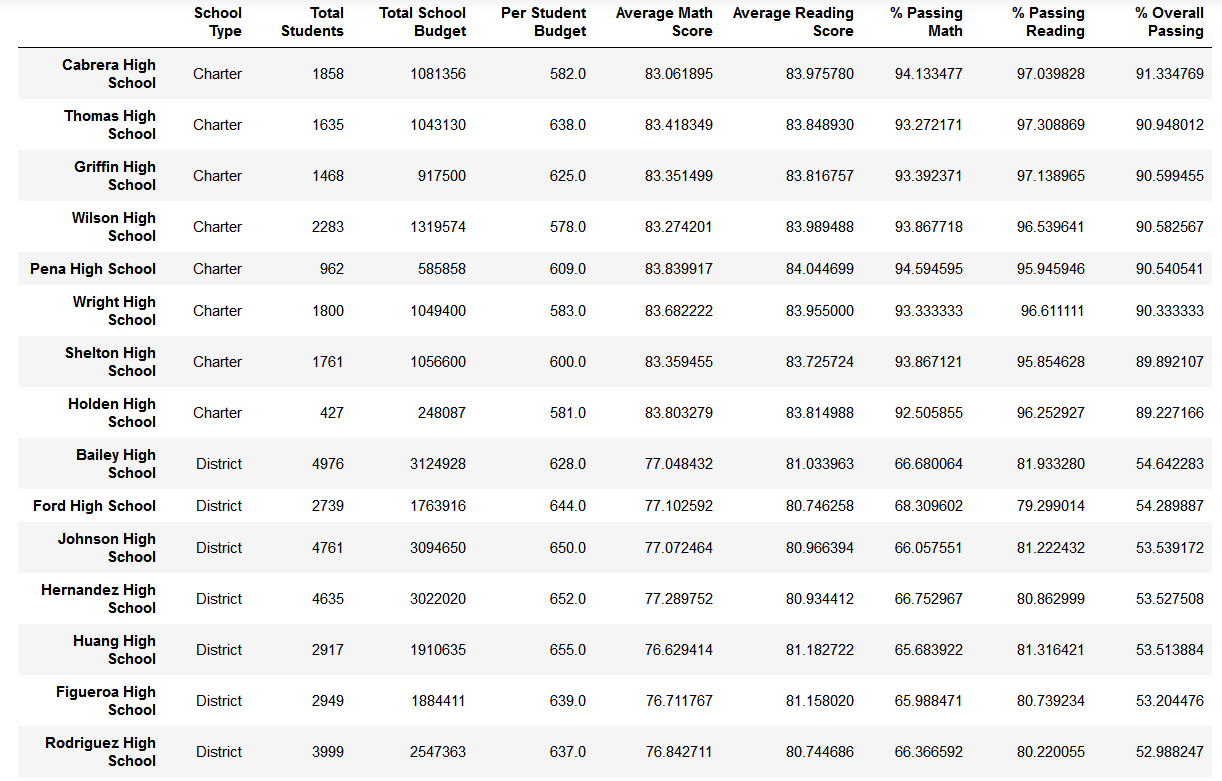 School Type Total Students Total School Budget Per Student Budget Average Math Score Average Reading Score % Passing Math % Passing Reading % Overall Passing
Cabrera High School Charter 1858 1081356 582.0 83.061895 83.975780 94.133477 97.039828 91.334769
Thomas High School Charter 1635 1043130 638.0 83.418349 83.848930 93.272171 97.308869 90.948012
Griffin High School Charter 1468 917500 625.0 83.351499 83.816757 93.392371 97.138965 90.599455
Wilson High School Charter 2283 1319574 578.0 83.274201 83.989488 93.867718 96.539641 90.582567
Pena High School Charter 962 585858 609.0 83.839917 84.044699 94.594595 95.945946 90.540541
Wright High School Charter 1800 1049400 583.0 83.682222 83.955000 93.333333 96.611111 90.333333
Shelton High School Charter 1761 1056600 600.0 83.359455 83.725724 93.867121 95.854628 89.892107
Holden High School Charter 427 248087 581.0 83.803279 83.814988 92.505855 96.252927 89.227166
Bailey High School District 4976 3124928 628.0 77.048432 81.033963 66.680064 81.933280 54.642283
Ford High School District 2739 1763916 644.0 77.102592 80.746258 68.309602 79.299014 54.289887
Johnson High School District 4761 3094650 650.0 77.072464 80.966394 66.057551 81.222432 53.539172
Hernandez High School District 4635 3022020 652.0 77.289752 80.934412 66.752967 80.862999 53.527508
Huang High School District 2917 1910635 655.0 76.629414 81.182722 65.683922 81.316421 53.513884
Figueroa High School District 2949 1884411 639.0 76.711767 81.158020 65.988471 80.739234 53.204476
Rodriguez High School District 3999 2547363 637.0 76.842711 80.744686 66.366592 80.220055 52.988247